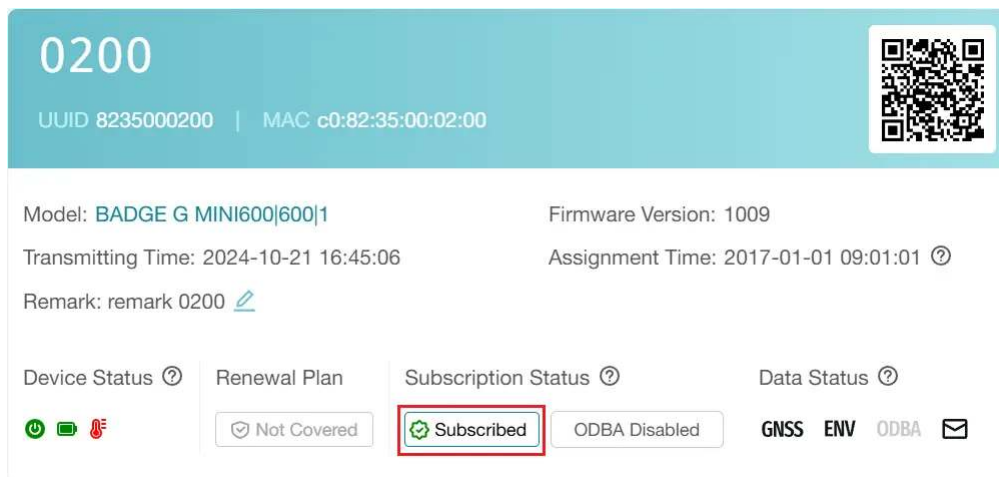 0200
UUID 8235000200 | MAC c0:82:35:00:02:00
Model: BADGE G MINI600|600|1
Firmware Version: 1009
Transmitting Time: 2024-10-21 16:45:06
Assignment Time: 2017-01-01 09:01:01
Remark: remark 0200
Device Status
Renewal Plan
Subscription Status
Data Status
Not Covered
Subscribed
ODBA Disabled
GNSS ENV ODBA